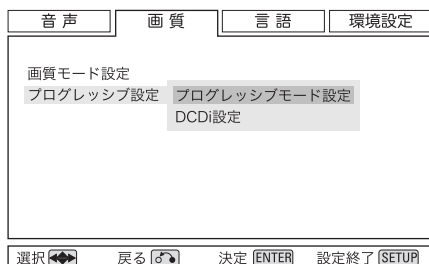 音声 画質 言語 環境設定
画質モード設定
プログレッシブ設定 プログレッシブモード設定
DCDi設定
選択 戻る 決定 ENTER 設定終了 SETUP